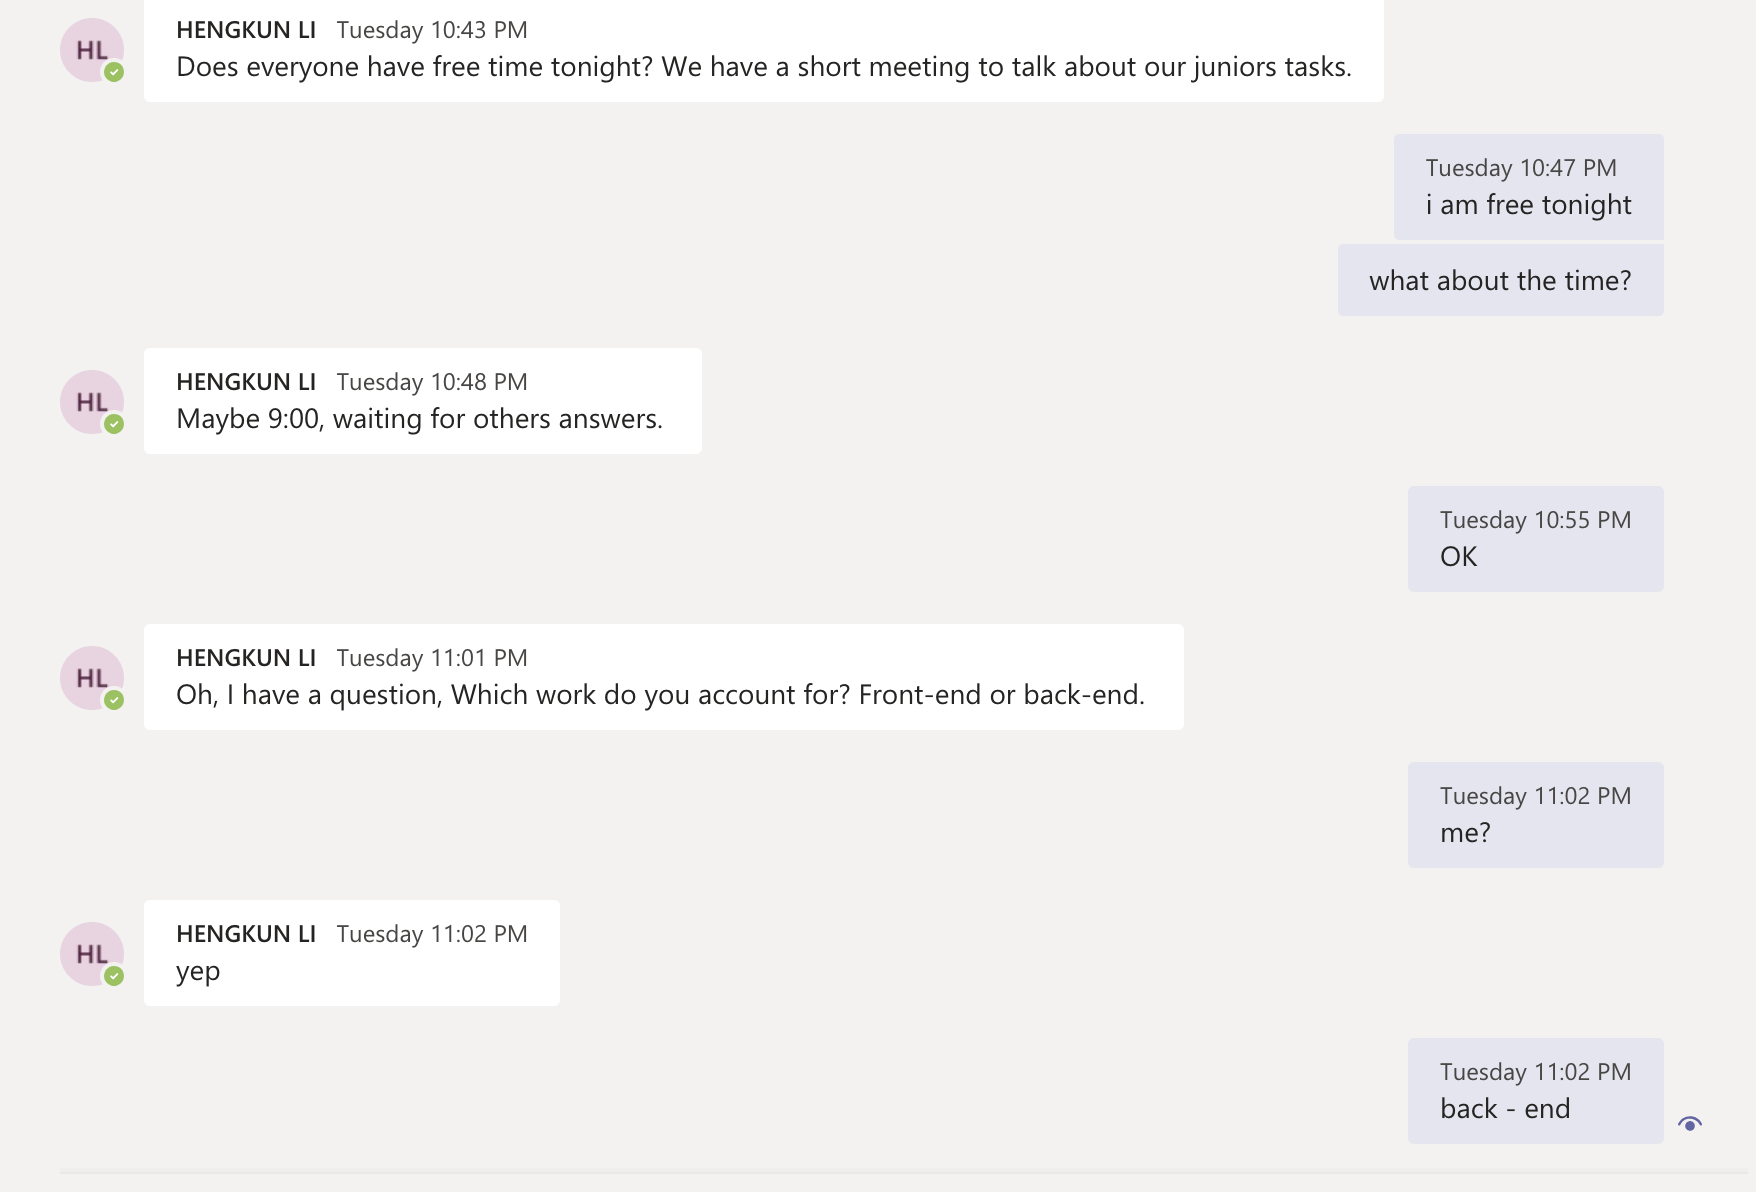 HENGKUN LI Tuesday 10:43 PM
HL
Does everyone have free time tonight? We have a short meeting to talk about our juniors tasks.
Tuesday 10:47 PM
i am free tonight
what about the time?
HENGKUN LI Tuesday 10:48 PM
HL
Maybe 9:00, waiting for others answers.
Tuesday 10:55 PM
OK
HENGKUN LI Tuesday 11:01 PM
HL
Oh, I have a question, Which work do you account for? Front-end or back-end.
Tuesday 11:02 PM
me?
HENGKUN LI Tuesday 11:02 PM
HL
yep
Tuesday 11:02 PM
back - end